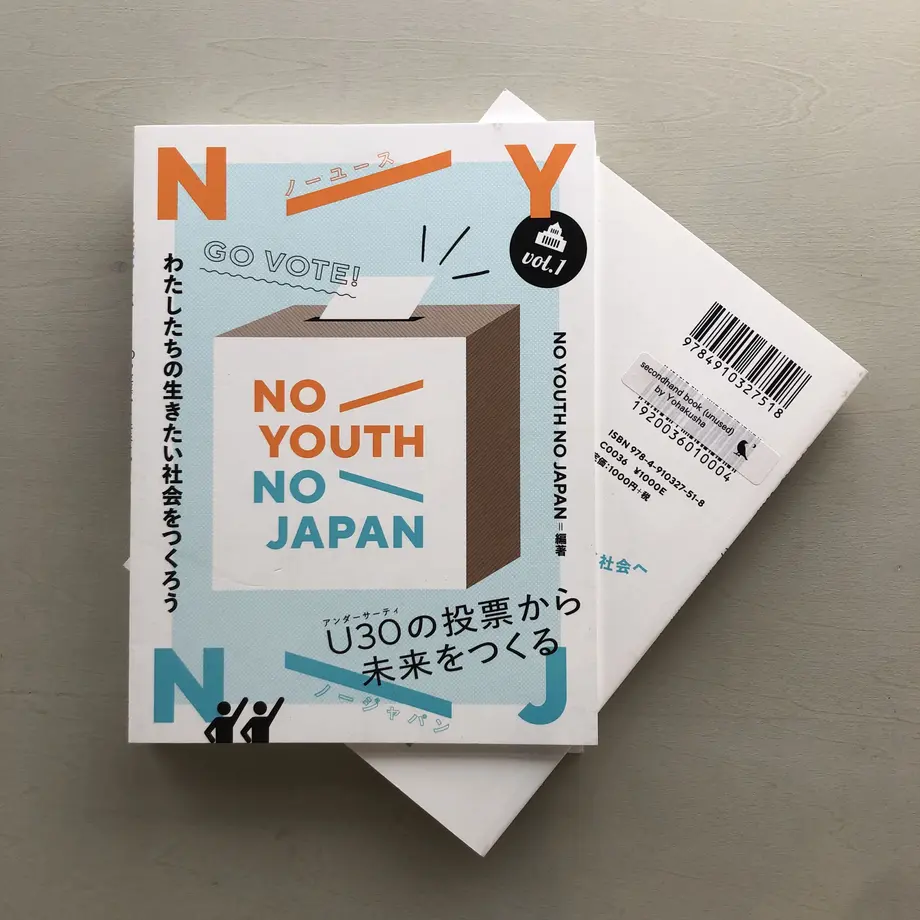 N
ノーユース
Y
GO VOTE!
vol.1
わたしたちの生きたい社会をつくろう
NO
YOUTH
NO
JAPAN
NO YOUTH NO JAPAN=編著
アンダーサーティ
U30の投票から
未来をつくる
N
ノージャパン
J
9784910327518
secondhand book (unused)
by Yohakusha
1920036010004
ISBN 978-4-910327-51-8
C0036 ¥1000E
定価:1000円+税
社会へ